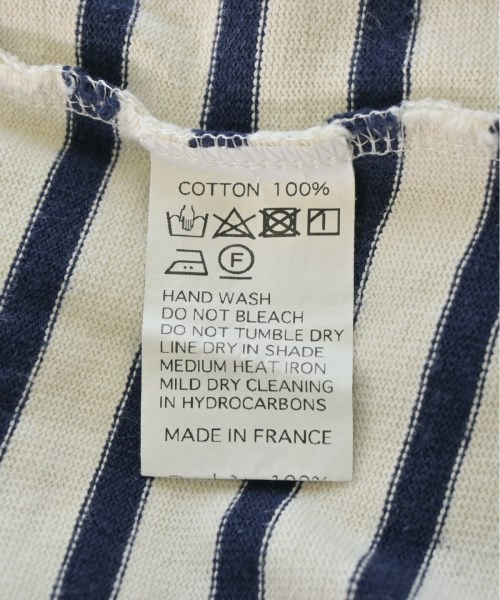 COTTON 100%
F
HAND WASH
DO NOT BLEACH
DO NOT TUMBLE DRY
LINE DRY IN SHADE
MEDIUM HEAT IRON
MILD DRY CLEANING
IN HYDROCARBONS
MADE IN FRANCE
100%